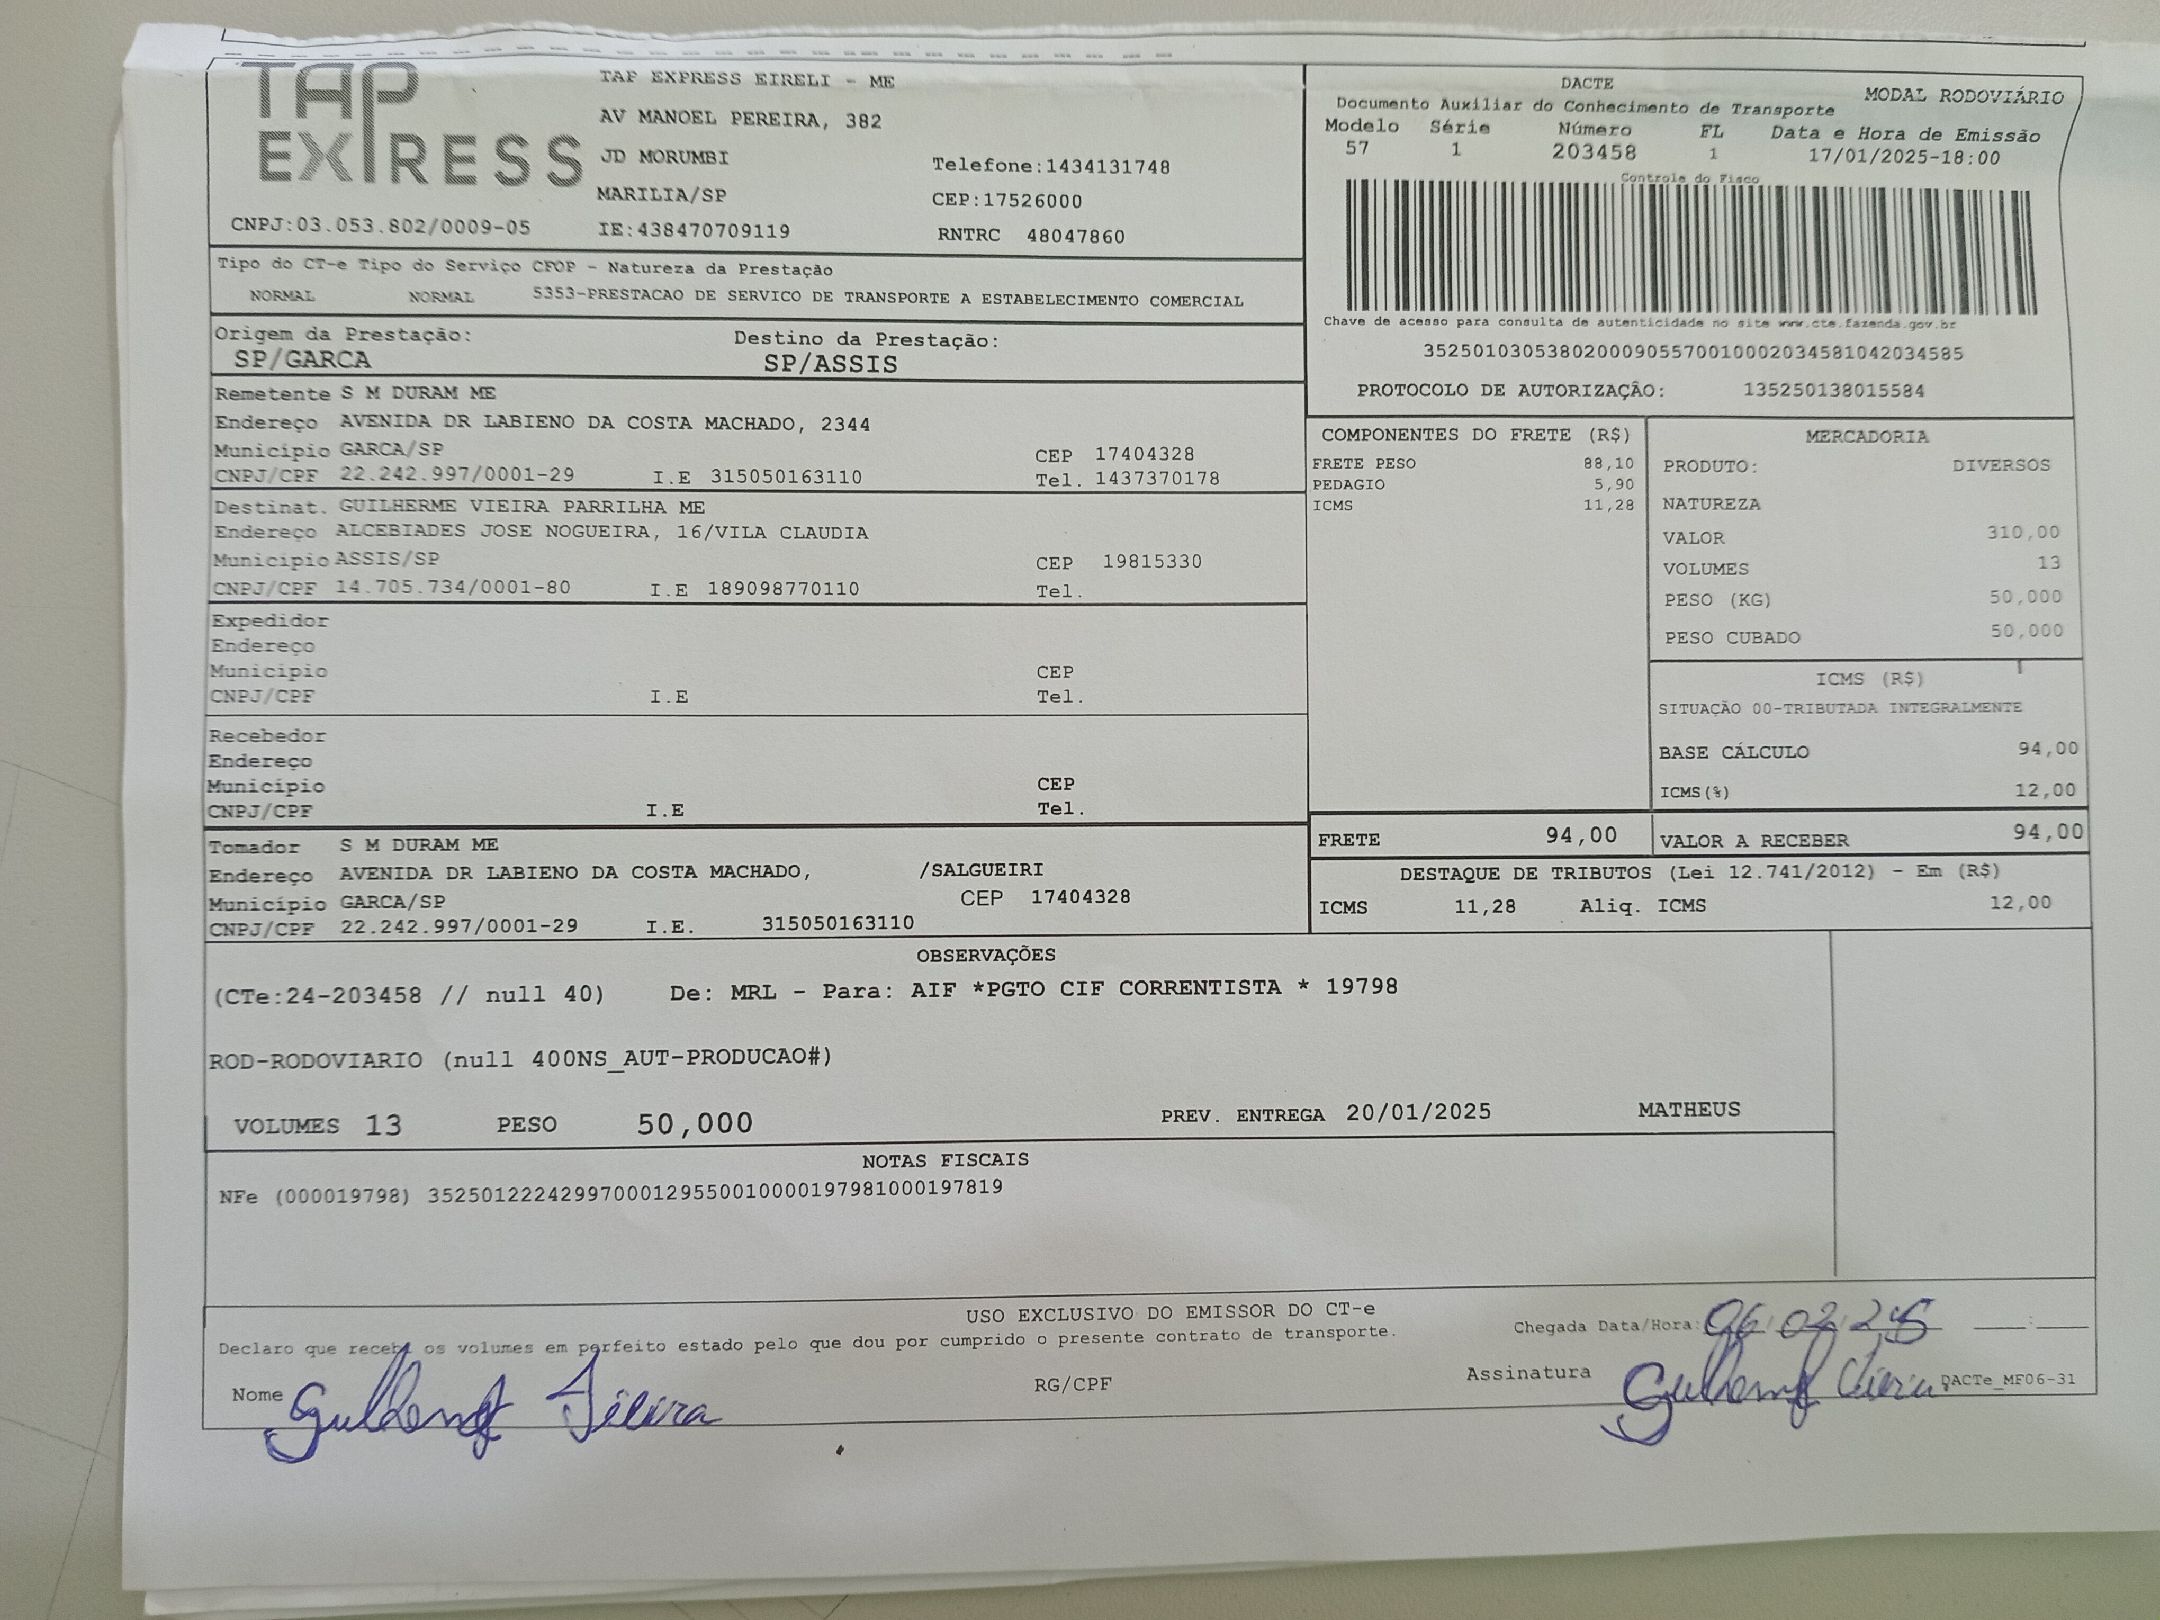 TAP EXPRESS
TAP EXPRESS EIRELI - ME
AV MANOEL PEREIRA, 382
JD MORUMBI
Telefone:1434131748
MARILIA/SP
CEP:17526000
CNPJ:03.053.802/0009-05
IE:438470709119
RNTRC 48047860
DACTE
MODAL RODOVIÁRIO
Documento Auxiliar do Conhecimento de Transporte
Modelo Série Número FL Data e Hora de Emissão
57 1 203458 1 17/01/2025-18:00
Controle do Fisco
Chave de acesso para consulta de autenticidade no site www.cte.fazenda.gov.br
35250103053802000905570010002034581042034585
PROTOCOLO DE AUTORIZAÇÃO: 135250138015584
Tipo do CT-e Tipo do Serviço CFOP - Natureza da Prestação
NORMAL NORMAL 5353-PRESTACAO DE SERVICO DE TRANSPORTE A ESTABELECIMENTO COMERCIAL
Origem da Prestação: Destino da Prestação:
SP/GARCA SP/ASSIS
Remetente S M DURAM ME
Endereço AVENIDA DR LABIENO DA COSTA MACHADO, 2344
Município GARCA/SP CEP 17404328
CNPJ/CPF 22.242.997/0001-29 I.E 315050163110 Tel. 1437370178
Destinat. GUILHERME VIEIRA PARRILHA ME
Endereço ALCEBIADES JOSE NOGUEIRA, 16/VILA CLAUDIA
Município ASSIS/SP CEP 19815330
CNPJ/CPF 14.705.734/0001-80 I.E 189098770110 Tel.
Expedidor
Endereço
Município CEP
CNPJ/CPF I.E Tel.
Recebedor
Endereço
Município CEP
CNPJ/CPF I.E Tel.
Tomador S M DURAM ME
Endereço AVENIDA DR LABIENO DA COSTA MACHADO, /SALGUEIRI
Município GARCA/SP CEP 17404328
CNPJ/CPF 22.242.997/0001-29 I.E. 315050163110
COMPONENTES DO FRETE (R$)
FRETE PESO 88,10
PEDAGIO 5,90
ICMS 11,28
MERCADORIA
PRODUTO: DIVERSOS
NATUREZA
VALOR 310,00
VOLUMES 13
PESO (KG) 50,000
PESO CUBADO 50,000
ICMS (R$)
SITUAÇÃO 00-TRIBUTADA INTEGRALMENTE
BASE CÁLCULO 94,00
ICMS(%) 12,00
FRETE 94,00 VALOR A RECEBER 94,00
DESTAQUE DE TRIBUTOS (Lei 12.741/2012) - Em (R$)
ICMS 11,28 Aliq. ICMS 12,00
OBSERVAÇÕES
(CTe:24-203458 // null 40) De: MRL - Para: AIF *PGTO CIF CORRENTISTA * 19798
ROD-RODOVIARIO (null 400NS_AUT-PRODUCAO#)
VOLUMES 13 PESO 50,000 PREV. ENTREGA 20/01/2025 MATHEUS
NOTAS FISCAIS
NFe (000019798) 35250122242997000129550010000197981000197819
USO EXCLUSIVO DO EMISSOR DO CT-e
Declaro que recebi os volumes em perfeito estado pelo que dou por cumprido o presente contrato de transporte.
Chegada Data/Hora: 06/02/25 ____:____
Nome Guilherme Vieira RG/CPF Assinatura Guilherme Vieira DACTe_MF06-31